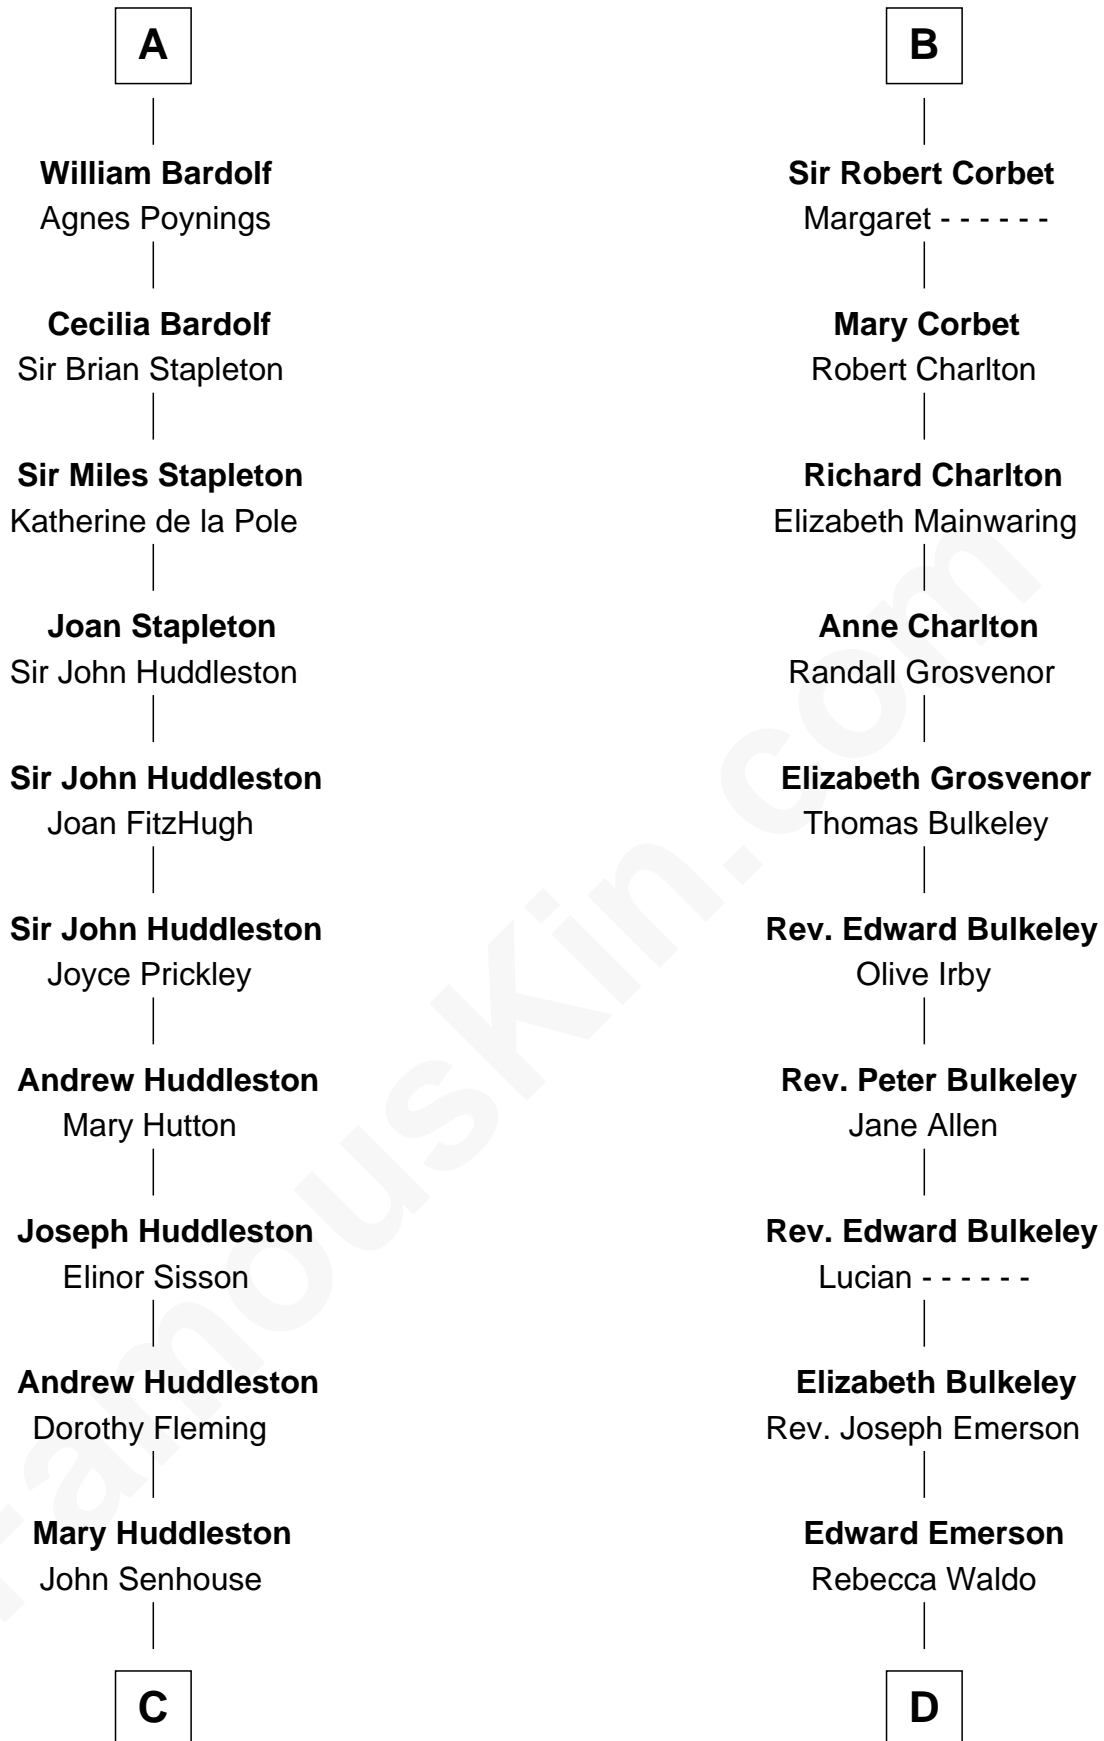 A
William Bardolf
Agnes Poynings
Cecilia Bardolf
Sir Brian Stapleton
Sir Miles Stapleton
Katherine de la Pole
Joan Stapleton
Sir John Huddleston
Sir John Huddleston
Joan FitzHugh
Sir John Huddleston
Joyce Prickley
Andrew Huddleston
Mary Hutton
Joseph Huddleston
Elinor Sisson
Andrew Huddleston
Dorothy Fleming
Mary Huddleston
John Senhouse
C
B
Sir Robert Corbet
Margaret - - - - - -
Mary Corbet
Robert Charlton
Richard Charlton
Elizabeth Mainwaring
Anne Charlton
Randall Grosvenor
Elizabeth Grosvenor
Thomas Bulkeley
Rev. Edward Bulkeley
Olive Irby
Rev. Peter Bulkeley
Jane Allen
Rev. Edward Bulkeley
Lucian - - - - - -
Elizabeth Bulkeley
Rev. Joseph Emerson
Edward Emerson
Rebecca Waldo
D
FamousKin.com